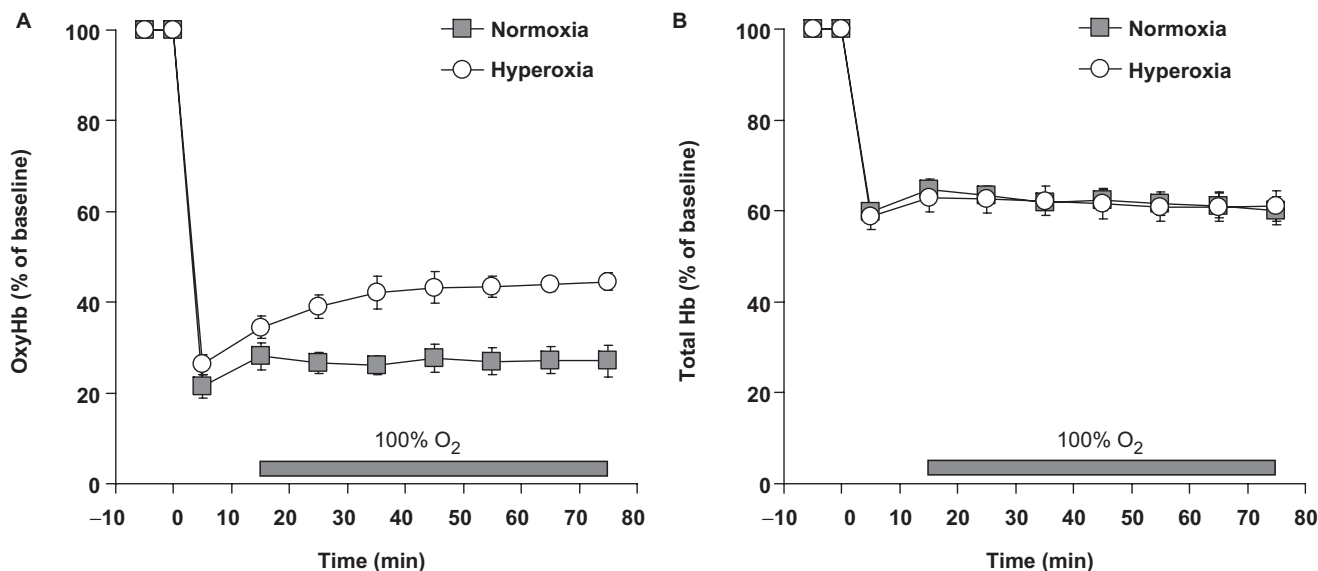 A
OxyHb (% of baseline)
100
80
60
40
20
0
Normoxia
Hyperoxia
100% O2
–10 0 10 20 30 40 50 60 70 80
Time (min)
B
Total Hb (% of baseline)
100
80
60
40
20
0
Normoxia
Hyperoxia
100% O2
–10 0 10 20 30 40 50 60 70 80
Time (min)